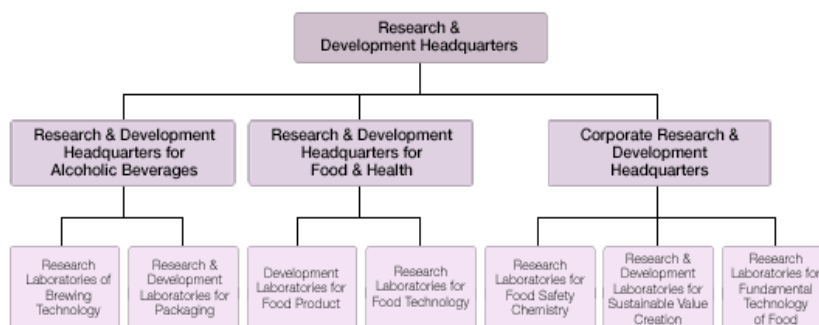 Research &
Development Headquarters
Research & Development
Headquarters for
Alcoholic Beverages
Research & Development
Headquarters for
Food & Health
Corporate Research &
Development
Headquarters
Research
Laboratories of
Brewing
Technology
Research &
Development
Laboratories for
Packaging
Development
Laboratories for
Food Product
Research
Laboratories for
Food Technology
Research
Laboratories for
Food Safety
Chemistry
Research &
Development
Laboratories for
Sustainable Value
Creation
Research
Laboratories for
Fundamental
Technology
of Food